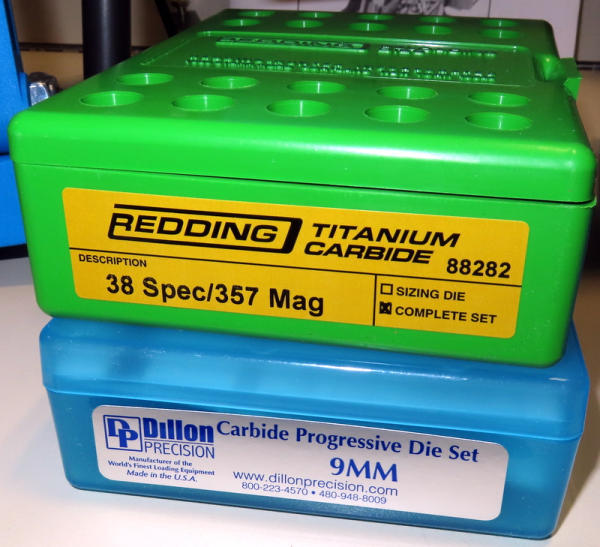 REDDING
TITANIUM
CARBIDE
88282
DESCRIPTION
38 Spec/357 Mag
SIZING DIE
COMPLETE SET
DP Dillon
PRECISION
Manufacturer of the
World's Finest Loading Equipment
Made in the U.S.A.
Carbide Progressive Die Set
9MM
www.dillonprecision.com
800-223-4570 • 480-948-8009